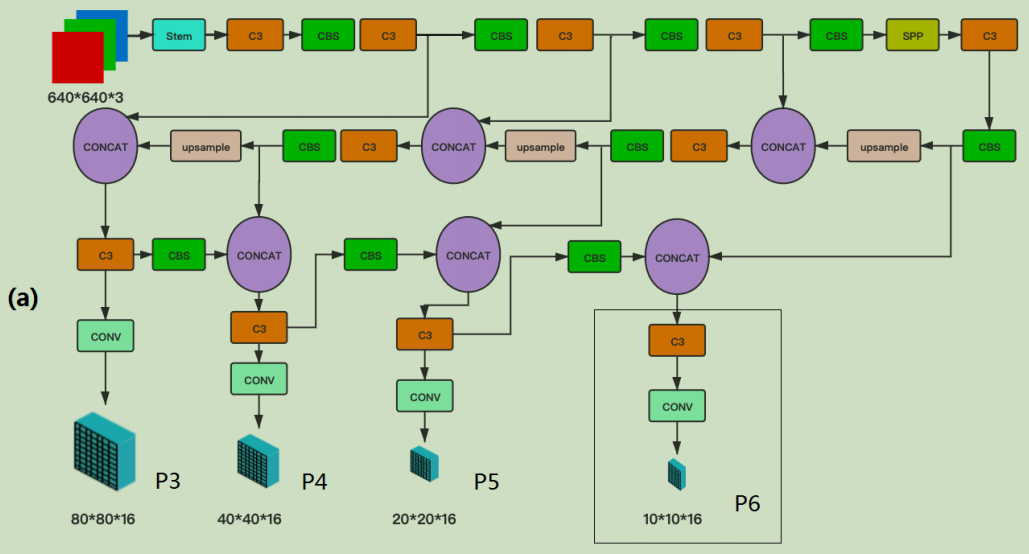 Stem
C3
CBS
C3
CBS
C3
CBS
C3
CBS
SPP
C3
640*640*3
CONCAT
upsample
CBS
C3
CONCAT
upsample
CBS
C3
CONCAT
upsample
CBS
C3
CBS
CONCAT
CBS
CONCAT
CBS
CONCAT
(a)
CONV
C3
C3
C3
CONV
CONV
CONV
P3
P4
P5
P6
80*80*16
40*40*16
20*20*16
10*10*16